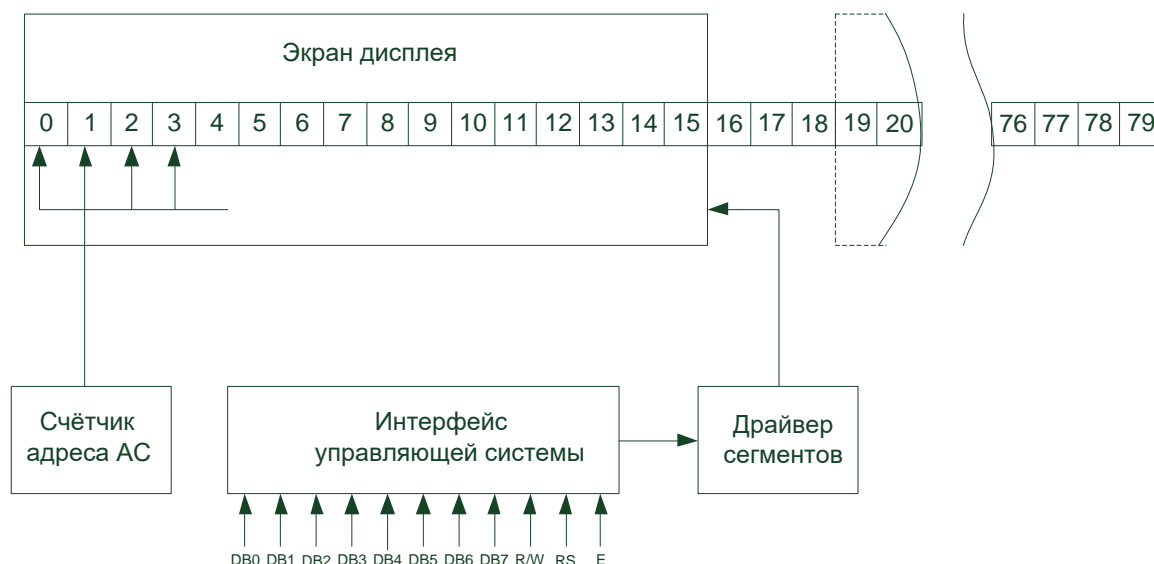 Экран дисплея
0 1 2 3 4 5 6 7 8 9 10 11 12 13 14 15 16 17 18 19 20 76 77 78 79
Счётчик
адреса АС
Интерфейс
управляющей системы
Драйвер
сегментов
DB0 DB1 DB2 DB3 DB4 DB5 DB6 DB7 R/W RS E